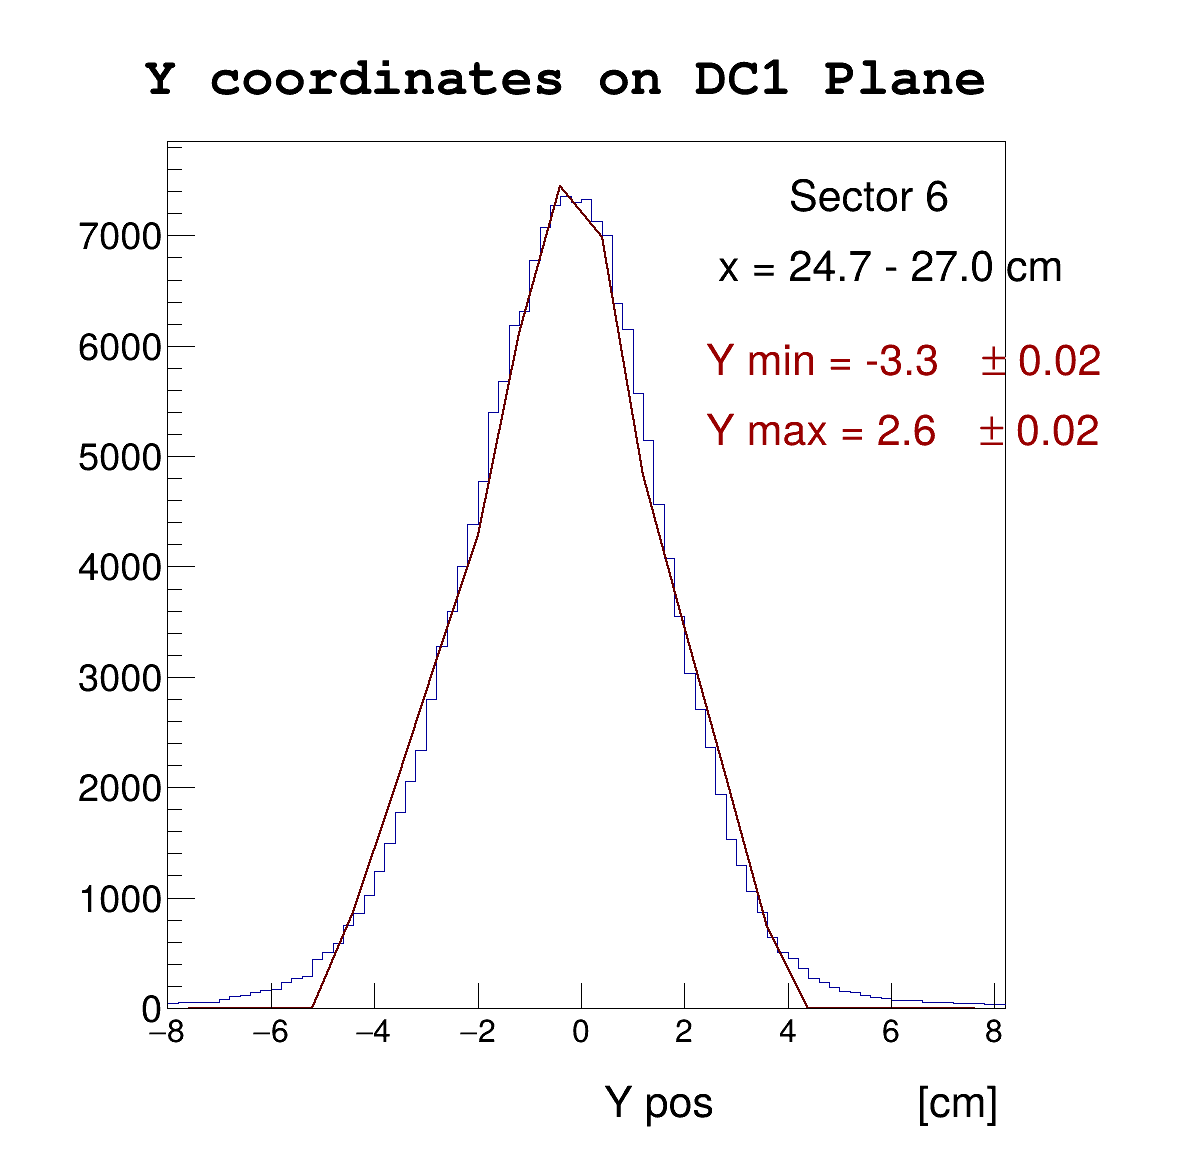 Y coordinates on DC1 Plane
Sector 6
x = 24.7 - 27.0 cm
Y min = -3.3 ± 0.02
Y max = 2.6 ± 0.02
7000
6000
5000
4000
3000
2000
1000
0
−8 −6 −4 −2 0 2 4 6 8
Y pos [cm]